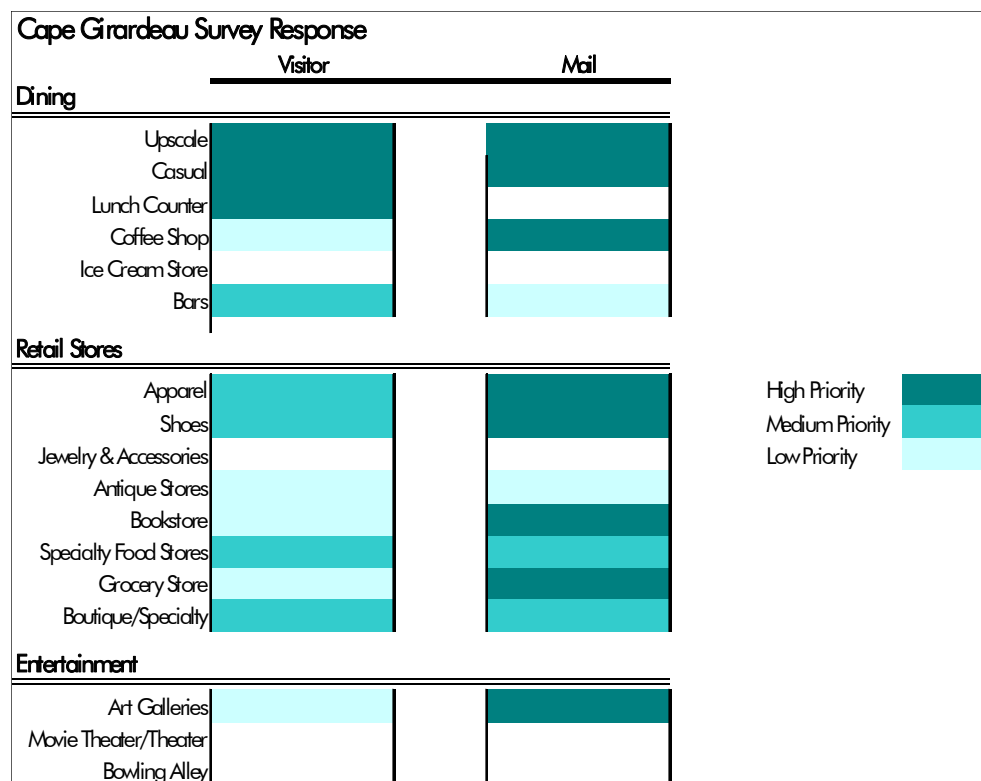 Cape Girardeau Survey Response
Visitor Mail
Dining
Upscale
Casual
Lunch Counter
Coffee Shop
Ice Cream Store
Bars
Retail Stores
Apparel
Shoes
Jewelry & Accessories
Antique Stores
Bookstore
Specialty Food Stores
Grocery Store
Boutique/Specialty
High Priority
Medium Priority
Low Priority
Entertainment
Art Galleries
Movie Theater/Theater
Bowling Alley